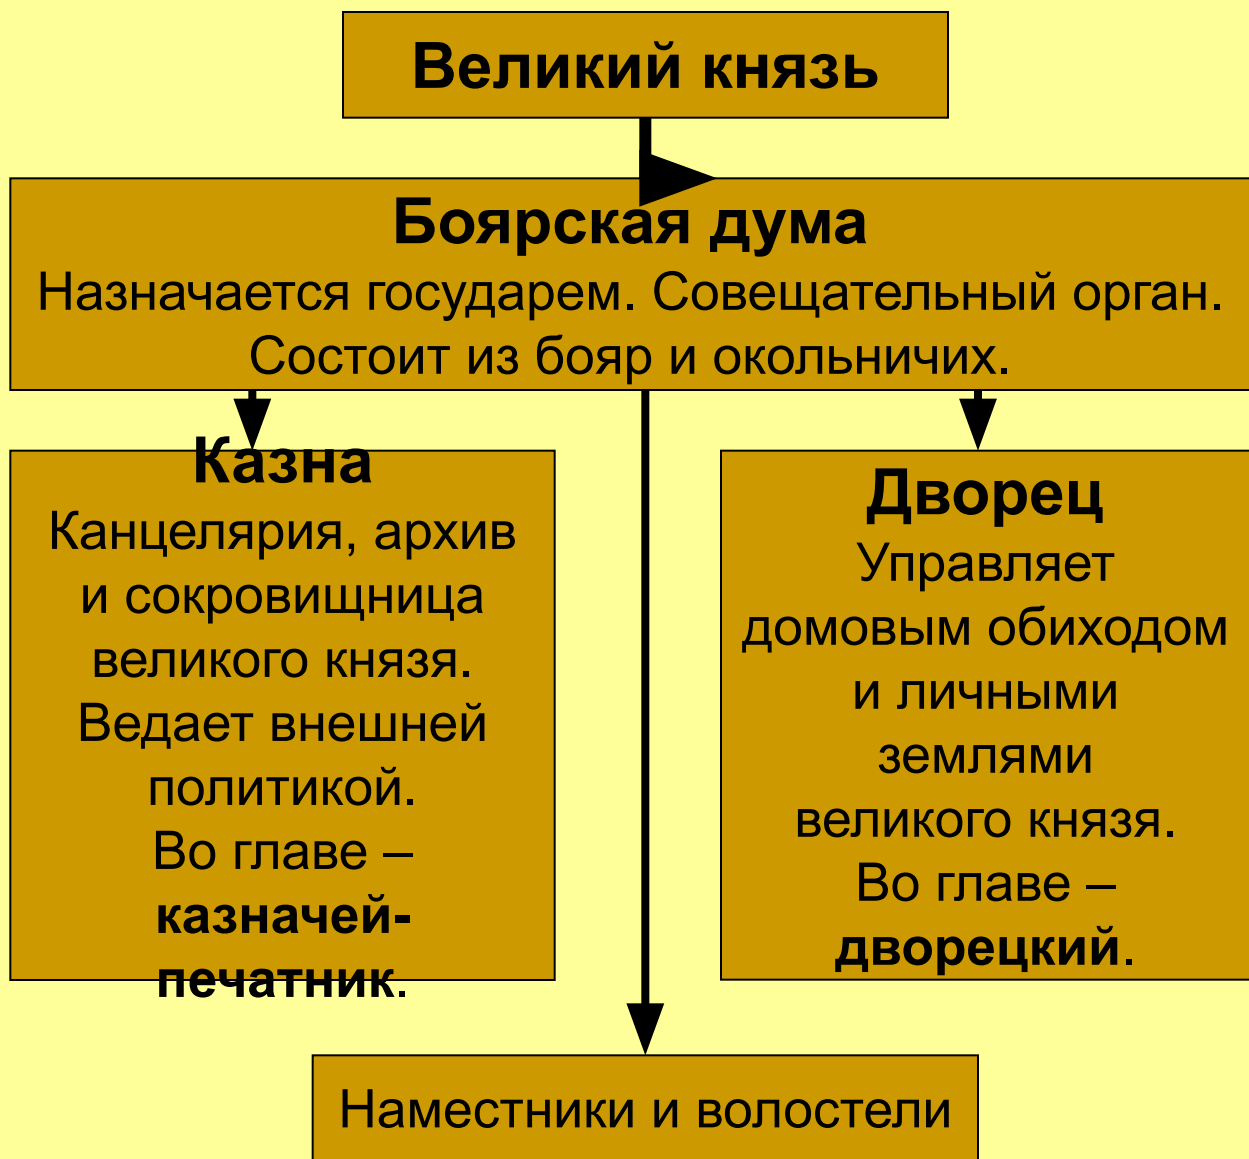 Великий князь
Боярская дума
Назначается государем. Совещательный орган.
Состоит из бояр и окольничих.
Казна
Канцелярия, архив
и сокровищница
великого князя.
Ведает внешней
политикой.
Во главе –
казначей-
печатник.
Дворец
Управляет
домовым обиходом
и личными
землями
великого князя.
Во главе –
дворецкий.
Наместники и волостели